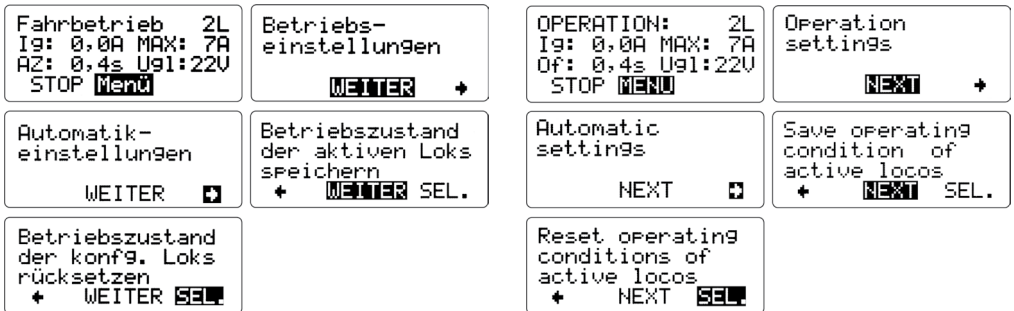 Fahrbetrieb 2L
Ig: 0,0A MAX: 7A
AZ: 0,4s Ugl:22V
STOP Menü
Betriebs-
einstellungen
WEITER →
Automatik-
einstellungen
WEITER →
Betriebszustand
der aktiven Loks
speichern
← WEITER SEL.
Betriebszustand
der konfg. Loks
rücksetzen
← WEITER SEL.
OPERATION: 2L
Ig: 0,0A MAX: 7A
Of: 0,4s Ugl:22V
STOP MENU
Operation
settings
NEXT →
Automatic
settings
NEXT →
Save operating
condition of
active locos
← NEXT SEL.
Reset operating
conditions of
active locos
← NEXT SEL.